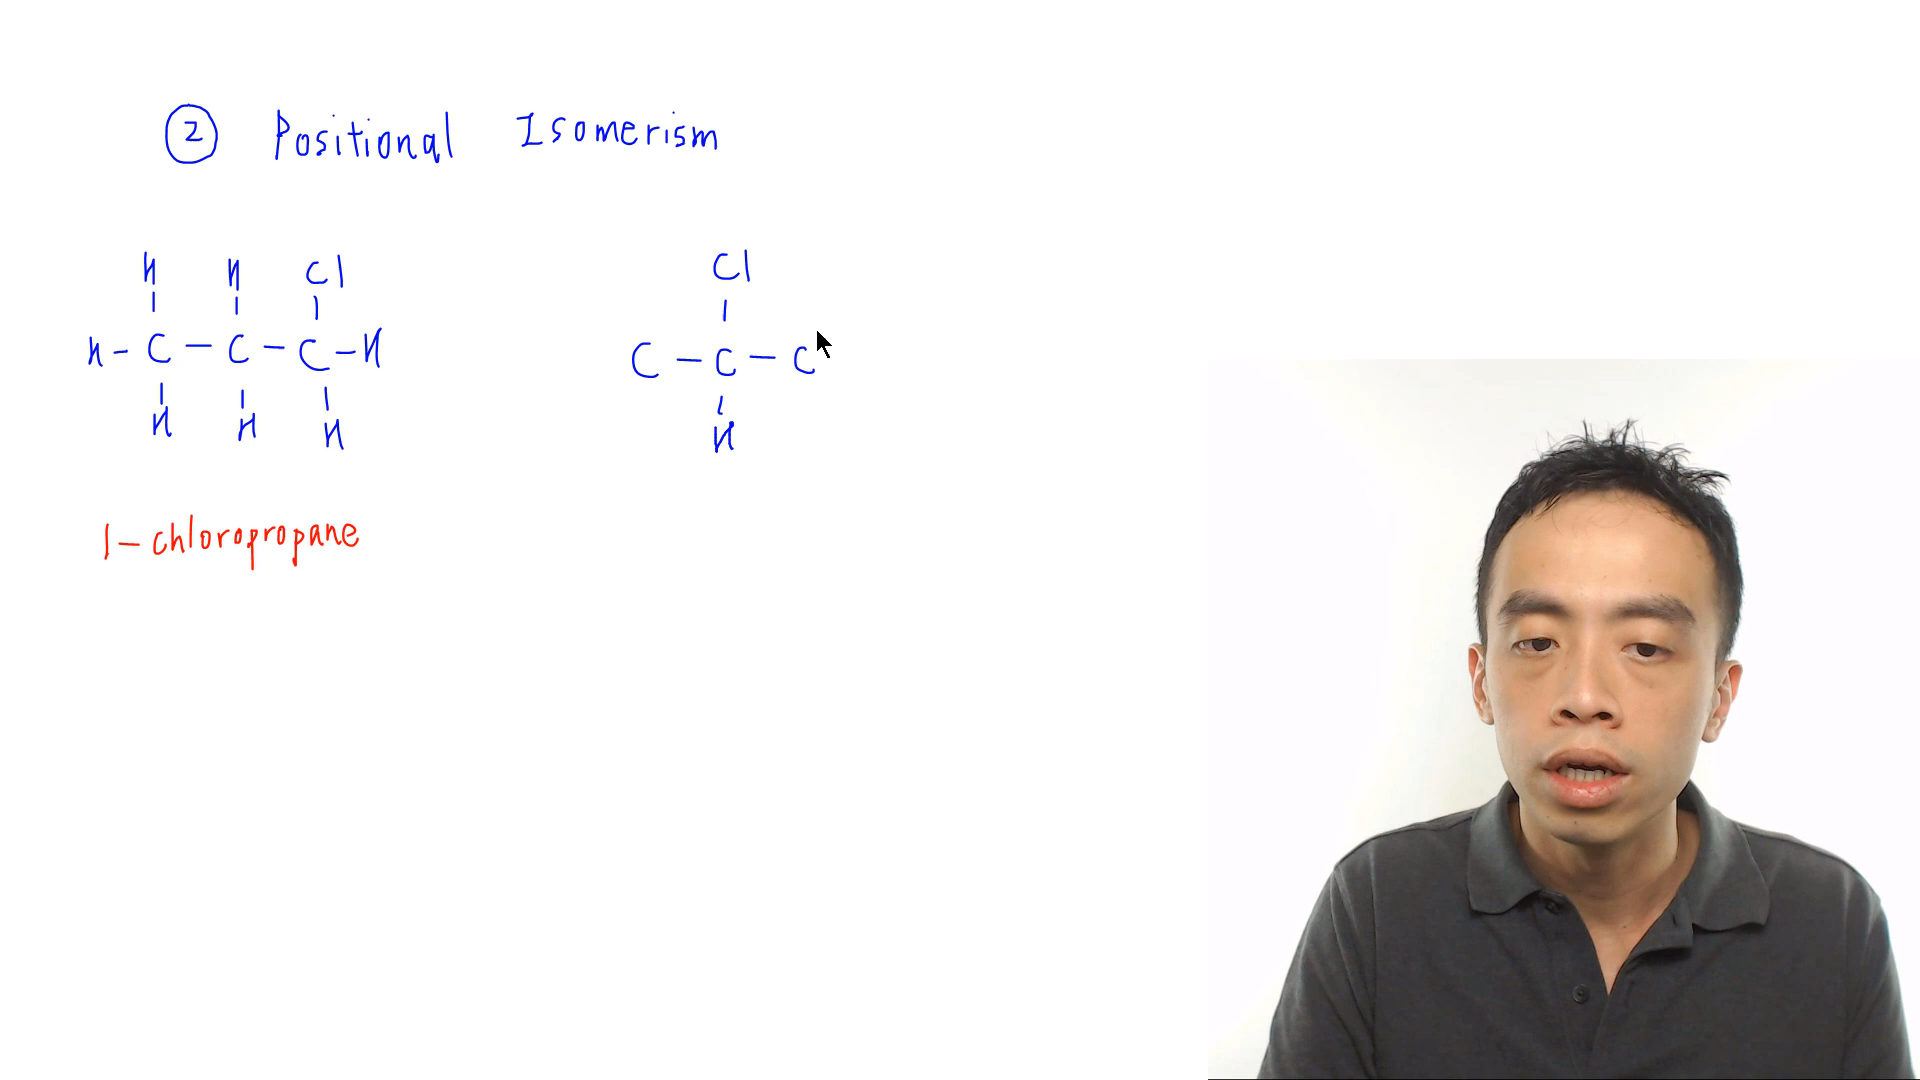 ② Positional Isomerism
H H Cl
H - C - C - C - H
H H H
1 - chloropropane
Cl
C - C - C
H